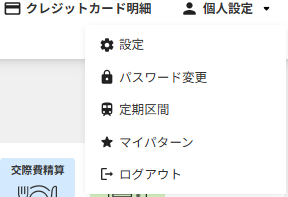 クレジットカード明細 個人設定
設定
パスワード変更
定期区間
マイパターン
ログアウト
交際費精算